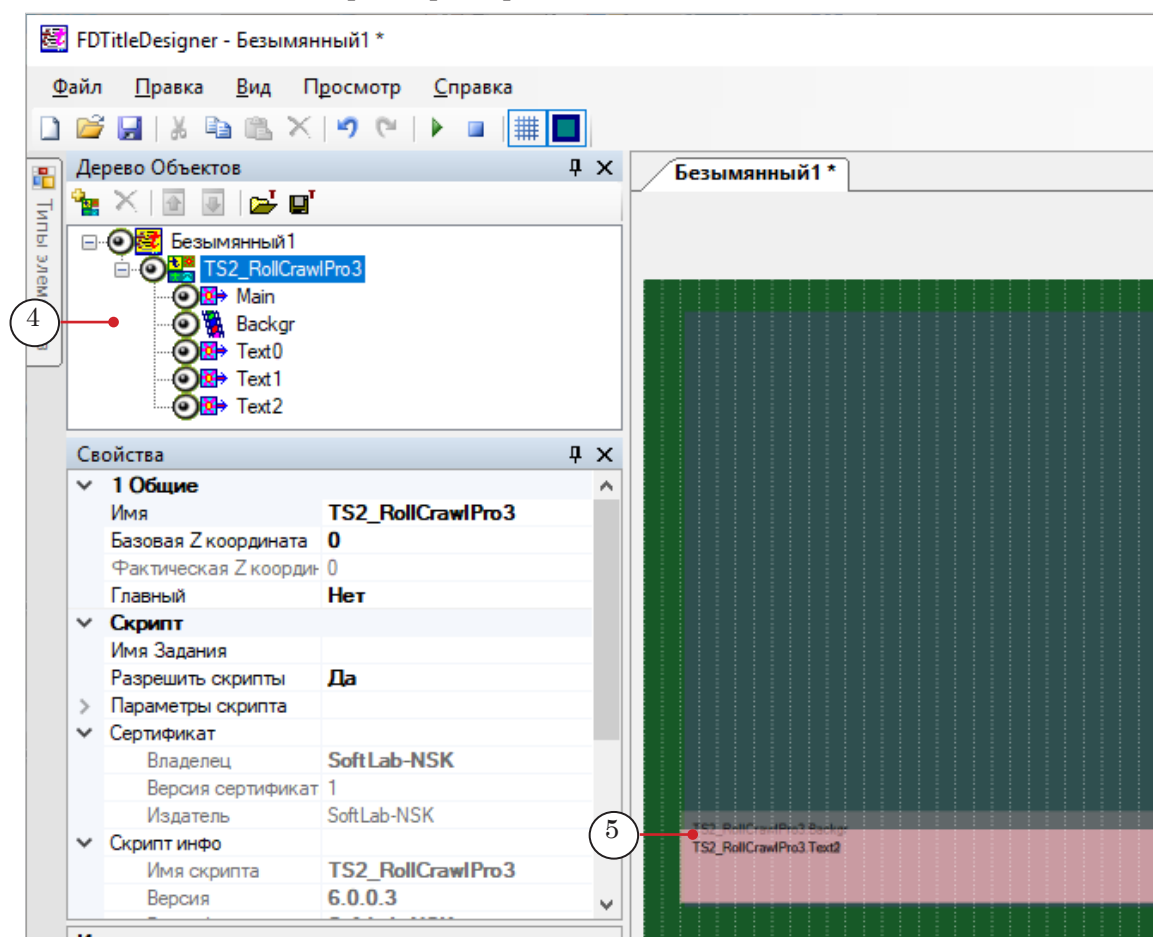 FDTitleDesigner - Безымянный1 *
Файл Правка Вид Просмотр Справка
Дерево Объектов
Безымянный1 *
Типы элем
Безымянный1
TS2_RollCrawlPro3
Main
4
Backgr
Text0
Text1
Text2
Свойства
1 Общие
Имя TS2_RollCrawlPro3
Базовая Z координата 0
Фактическая Z координ 0
Главный Нет
Скрипт
Имя Задания
Разрешить скрипты Да
Параметры скрипта
Сертификат
Владелец SoftLab-NSK
Версия сертификат 1
Издатель SoftLab-NSK
5
TS2_RollCrawlPro3.Backgr
Скрипт инфо
TS2_RollCrawlPro3.Text2
Имя скрипта TS2_RollCrawlPro3
Версия 6.0.0.3